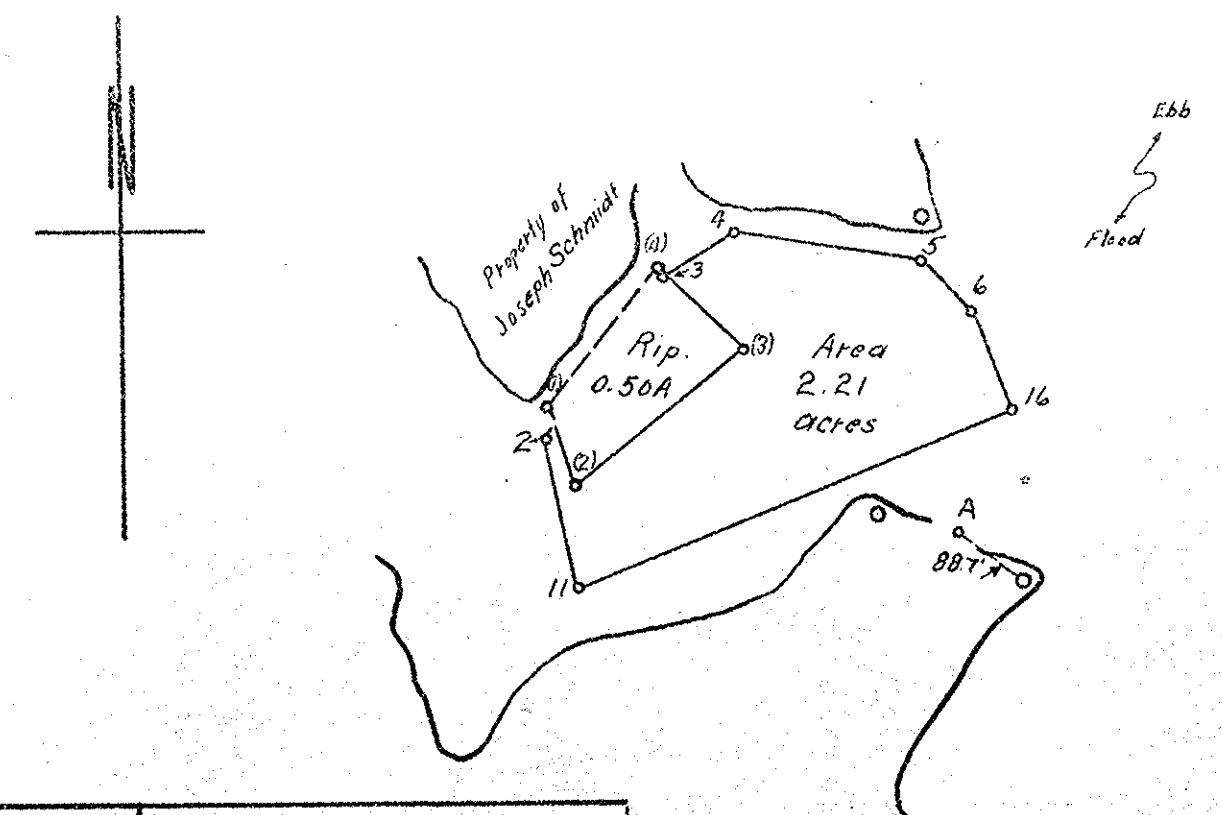 N
Ebb
Flood
Property of
Joseph Schmidt
4
(4)
3
5
6
Rip.
0.50A
(3)
Area
2.21
acres
(1)
16
2
(2)
A
88.7'
11